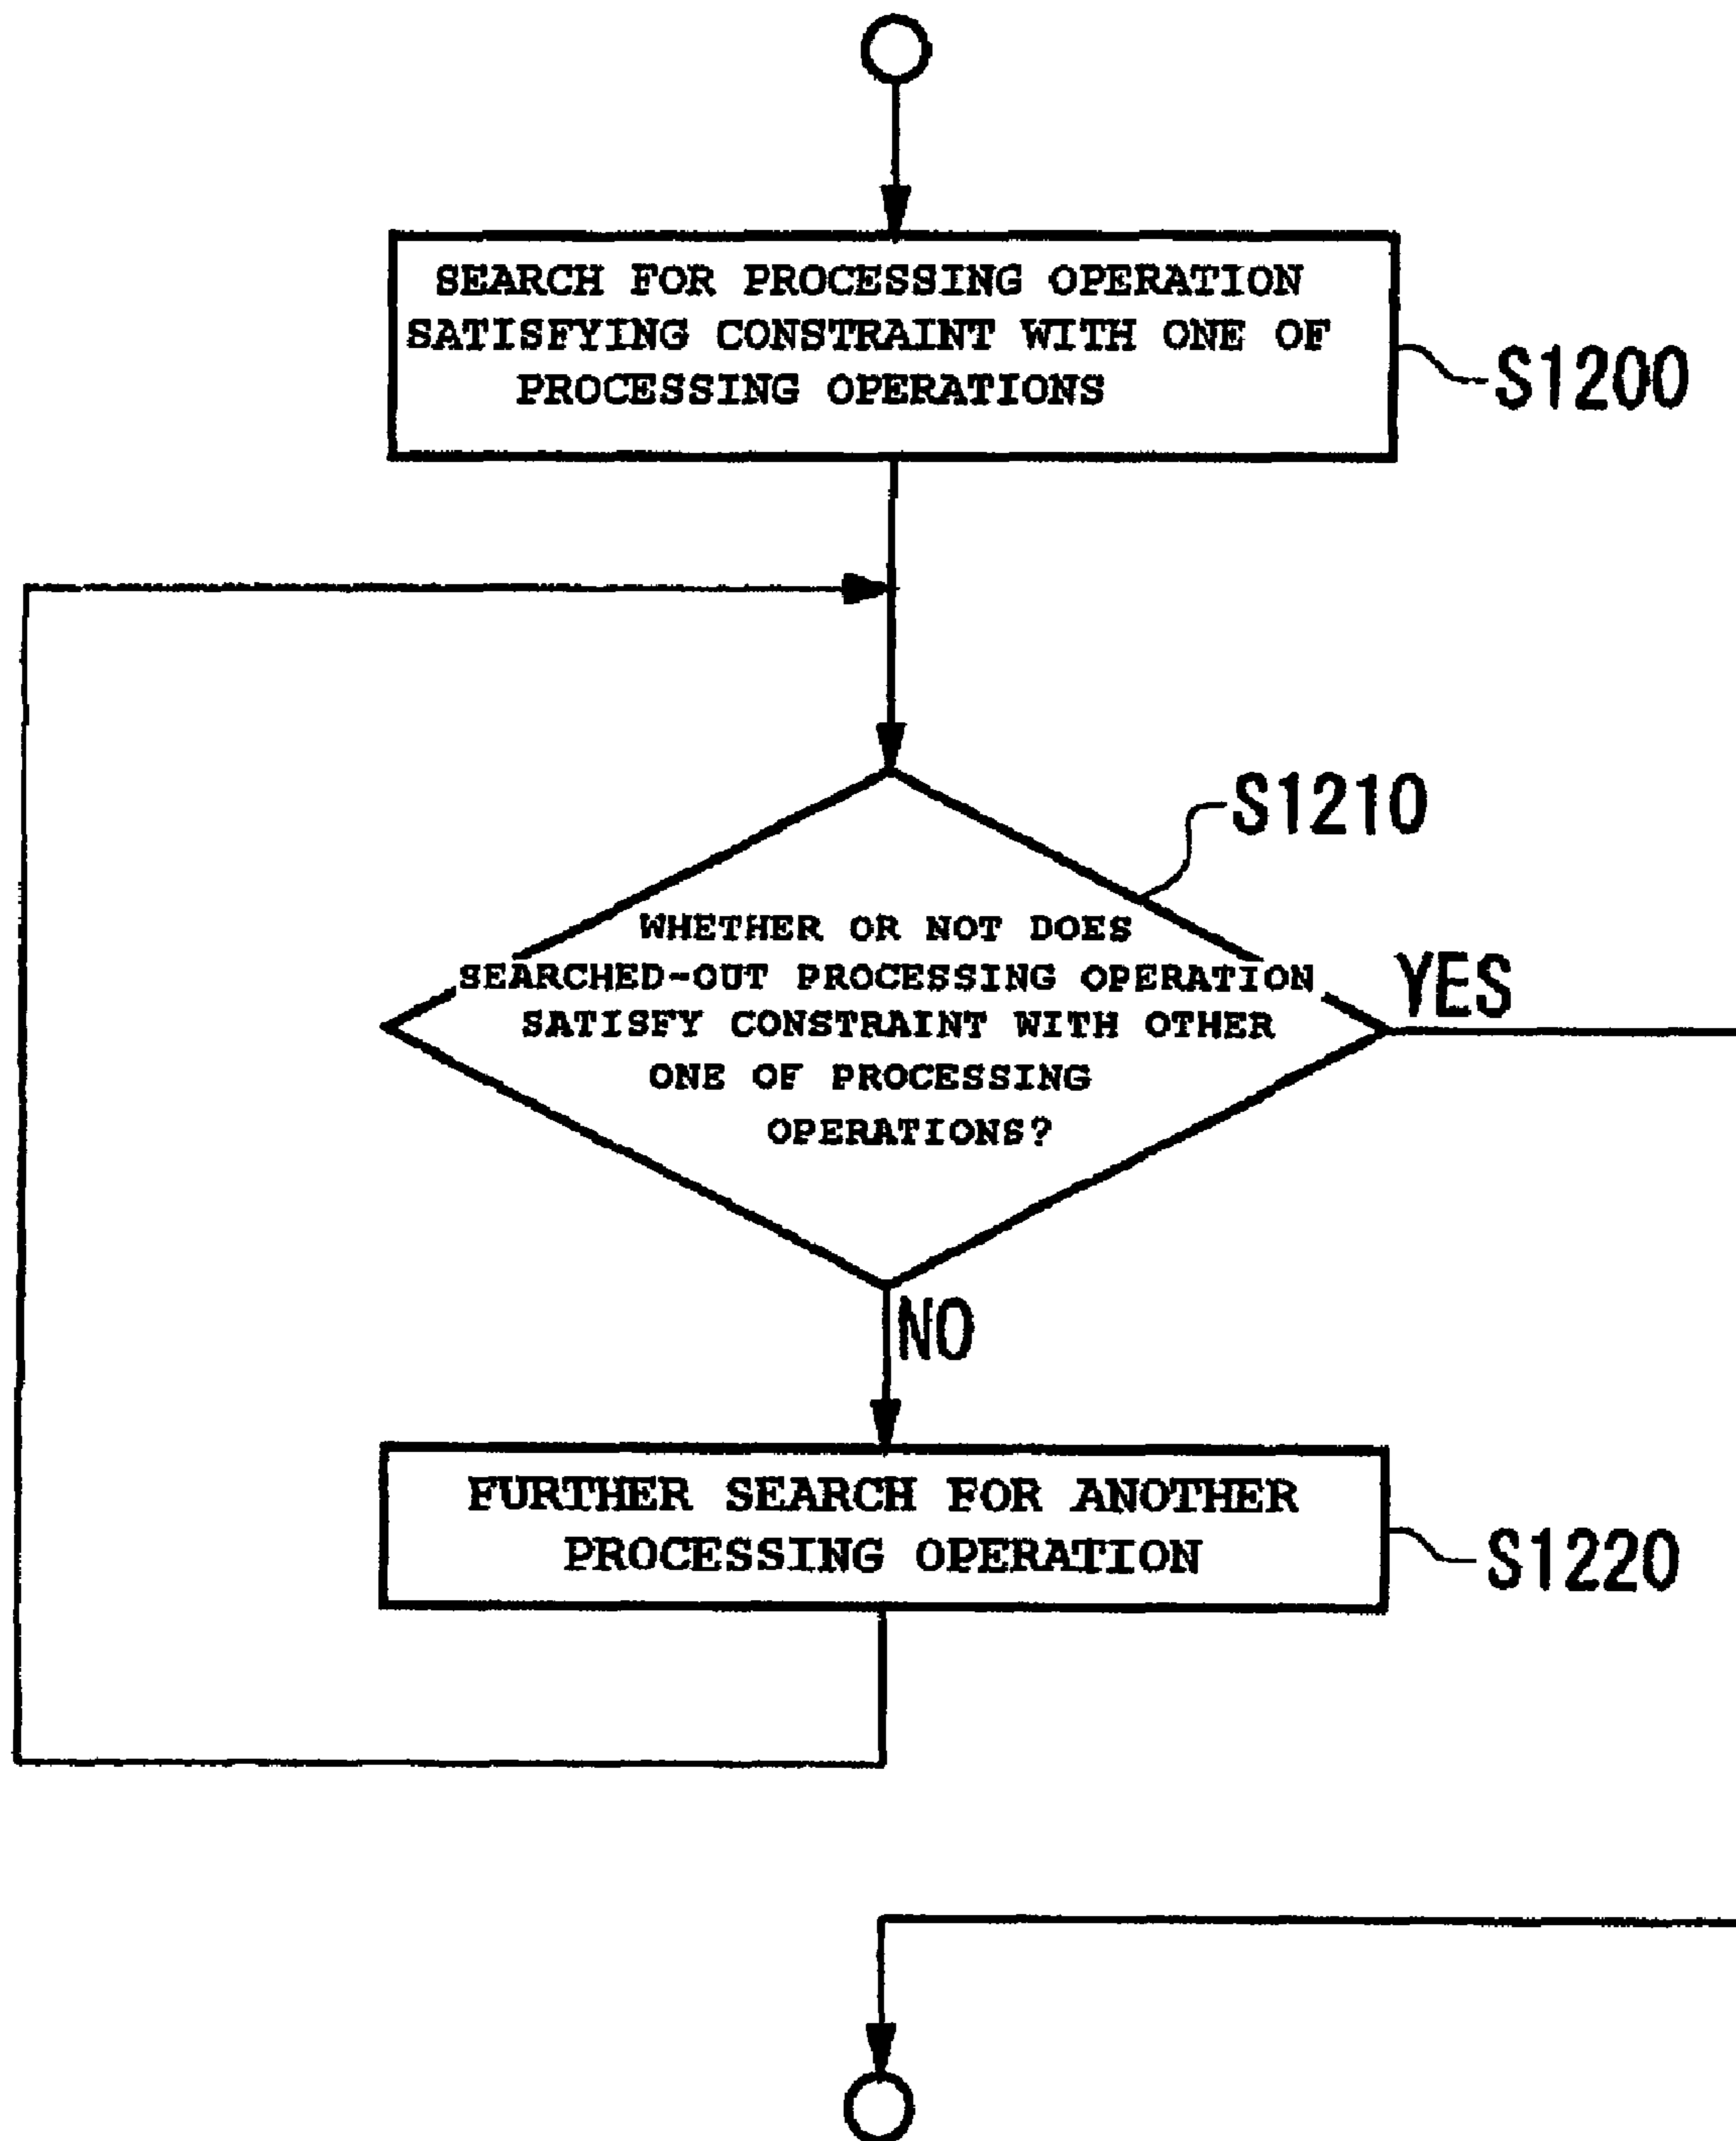 SEARCH FOR PROCESSING OPERATION
SATISFYING CONSTRAINT WITH ONE OF
PROCESSING OPERATIONS
S1200
S1210
WHETHER OR NOT DOES
SEARCHED-OUT PROCESSING OPERATION
SATISFY CONSTRAINT WITH OTHER
ONE OF PROCESSING
OPERATIONS?
YES
NO
FURTHER SEARCH FOR ANOTHER
PROCESSING OPERATION
S1220